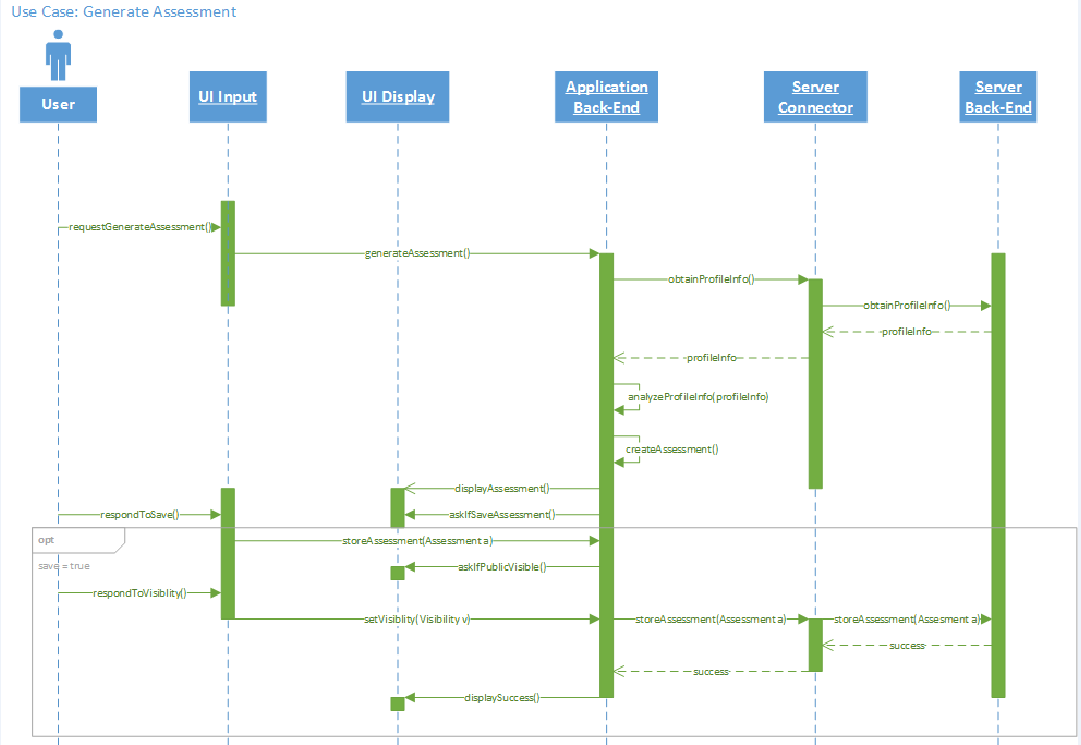 Use Case: Generate Assessment
User
UI Input
UI Display
Application
Back-End
Server
Connector
Server
Back-End
requestGenerateAssessment()
generateAssessment()
obtainProfileInfo()
obtainProfileInfo()
profileInfo
profileInfo
analyzeProfileInfo(profileInfo)
createAssessment()
displayAssessment()
respondToSave()
askIfSaveAssessment()
opt
storeAssessment(Assessment a)
save = true
askIfPublicVisible()
respondToVisiblity()
setVisiblity( Visibility v)
storeAssessment(Assessment a)
storeAssessment(Assesment a)
success
success
displaySuccess()